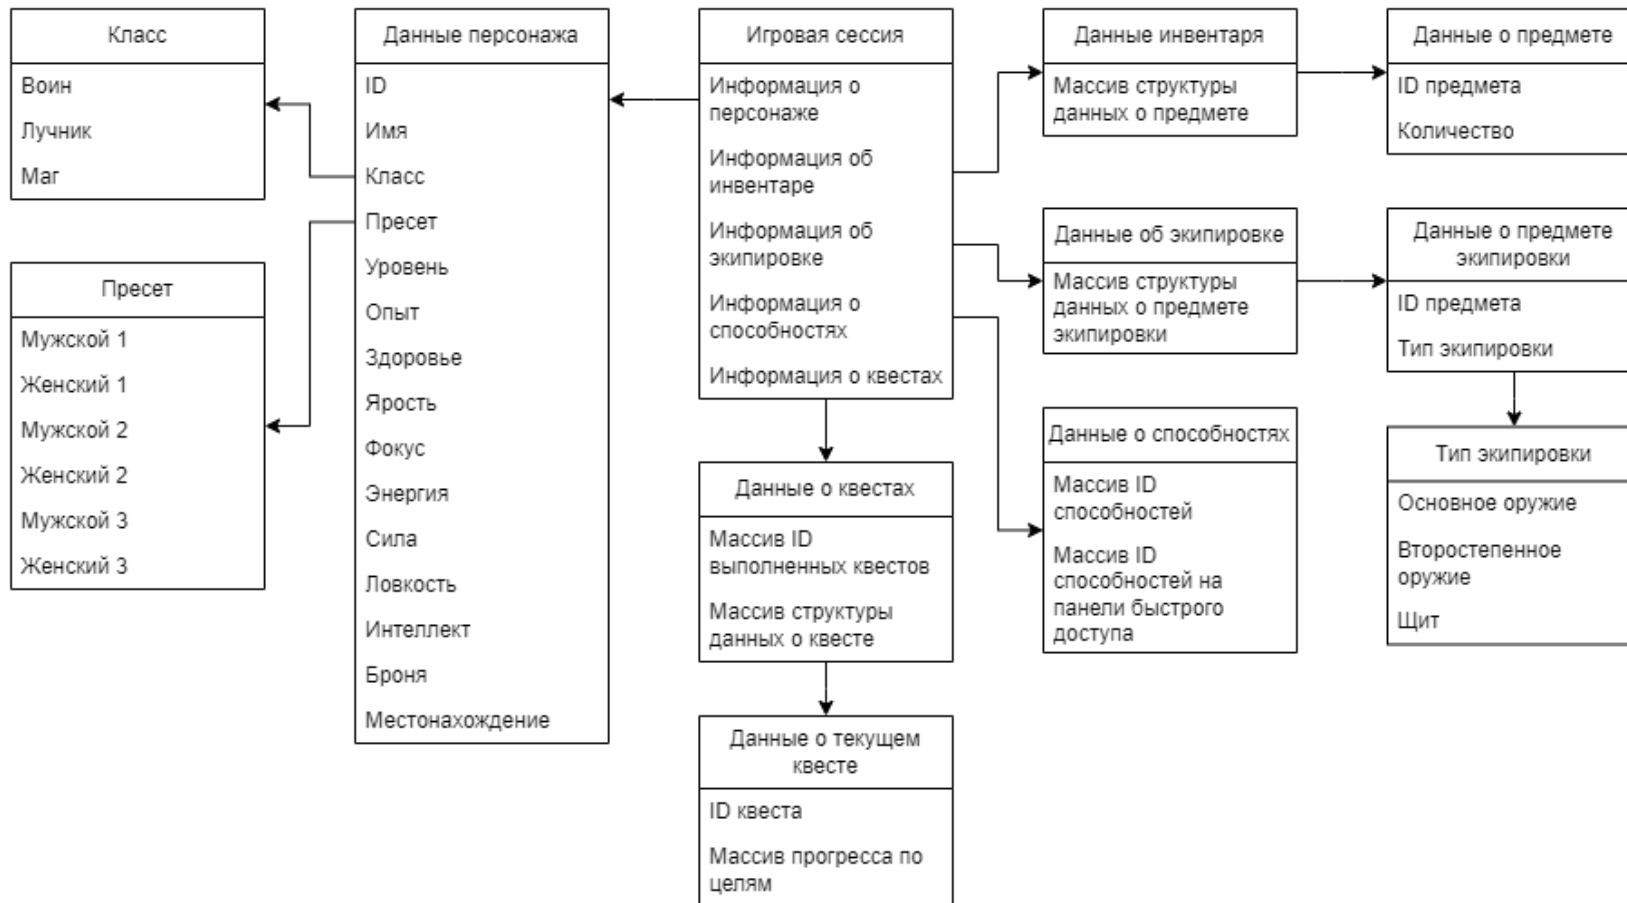 Класс
Воин
Лучник
Маг
Пресет
Мужской 1
Женский 1
Мужской 2
Женский 2
Мужской 3
Женский 3
Данные персонажа
ID
Имя
Класс
Пресет
Уровень
Опыт
Здоровье
Ярость
Фокус
Энергия
Сила
Ловкость
Интеллект
Броня
Местонахождение
Игровая сессия
Информация о
персонаже
Информация об
инвентаре
Информация об
экипировке
Информация о
способностях
Информация о квестах
Данные о квестах
Массив ID
выполненных квестов
Массив структуры
данных о квесте
Данные о текущем
квесте
ID квеста
Массив прогресса по
целям
Данные инвентаря
Массив структуры
данных о предмете
Данные об экипировке
Массив структуры
данных о предмете
экипировки
Данные о способностях
Массив ID
способностей
Массив ID
способностей на
панели быстрого
доступа
Данные о предмете
ID предмета
Количество
Данные о предмете
экипировки
ID предмета
Тип экипировки
Тип экипировки
Основное оружие
Второстепенное
оружие
Щит